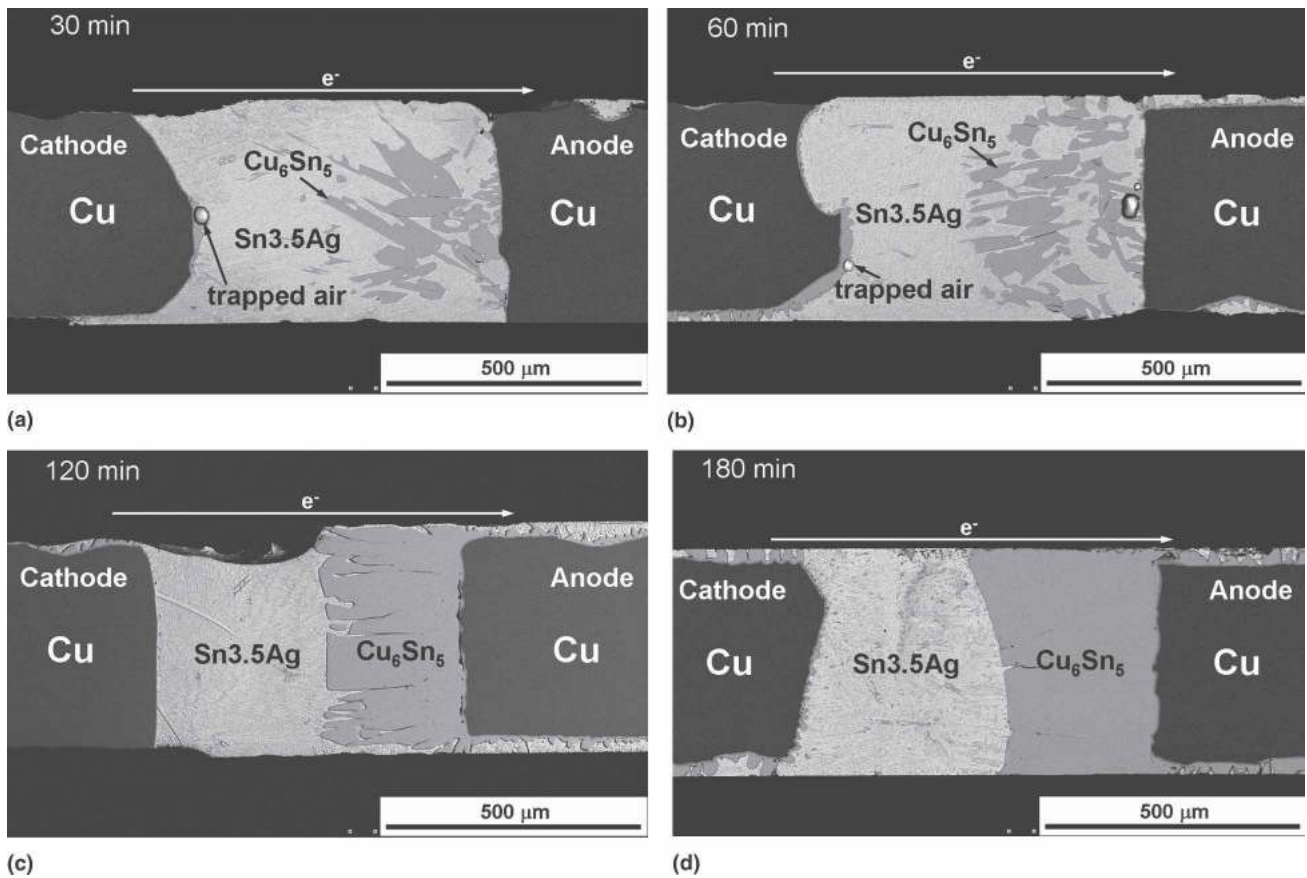 30 min
e-
Cathode
Anode
Cu6Sn5
Cu
Cu
Sn3.5Ag
trapped air
500 μm
(a)
60 min
e-
Cathode
Anode
Cu6Sn5
Cu
Cu
Sn3.5Ag
trapped air
500 μm
(b)
120 min
e-
Cathode
Anode
Cu
Sn3.5Ag
Cu6Sn5
Cu
500 μm
(c)
180 min
e-
Cathode
Anode
Cu
Sn3.5Ag
Cu6Sn5
Cu
500 μm
(d)